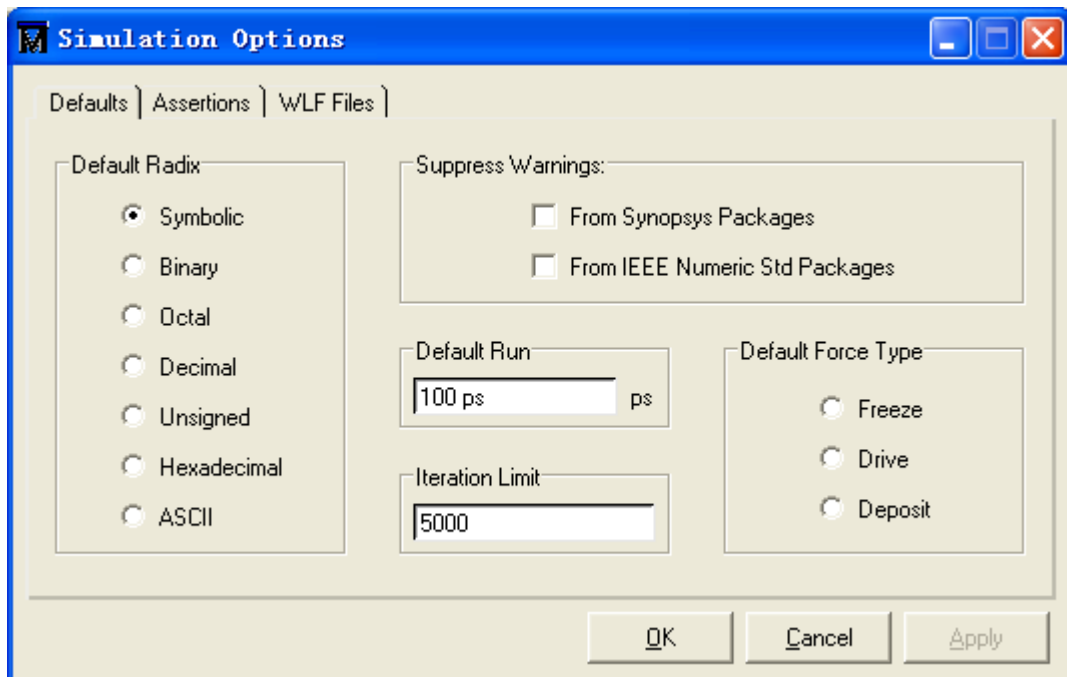 Simulation Options
Defaults
Assertions
WLF Files
Default Radix
Symbolic
Binary
Octal
Decimal
Unsigned
Hexadecimal
ASCII
Suppress Warnings:
From Synopsys Packages
From IEEE Numeric Std Packages
Default Run
100 ps
ps
Iteration Limit
5000
Default Force Type
Freeze
Drive
Deposit
OK
Cancel
Apply